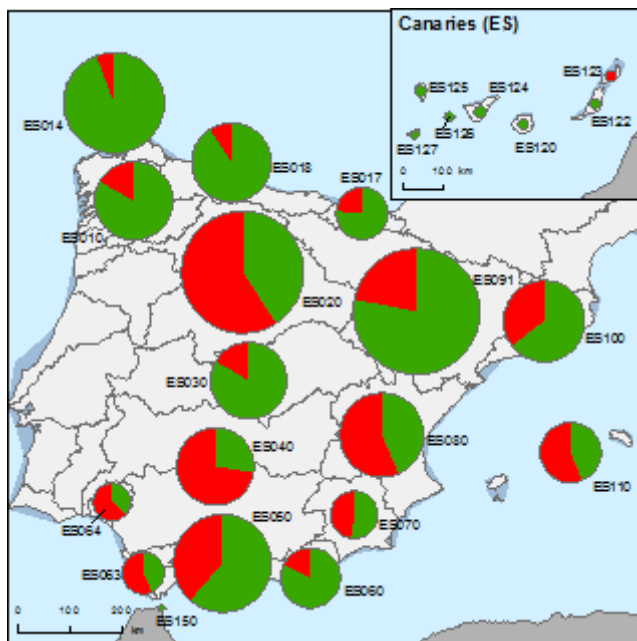 Canaries (ES)
ES123
ES125
ES124
ES122
ES126
ES127
ES120
0 100 km
ES014
ES018
ES017
ES010
ES091
ES020
ES100
ES030
ES080
ES040
ES110
ES050
ES070
ES064
ES063
ES060
ES150
0 100 200
km